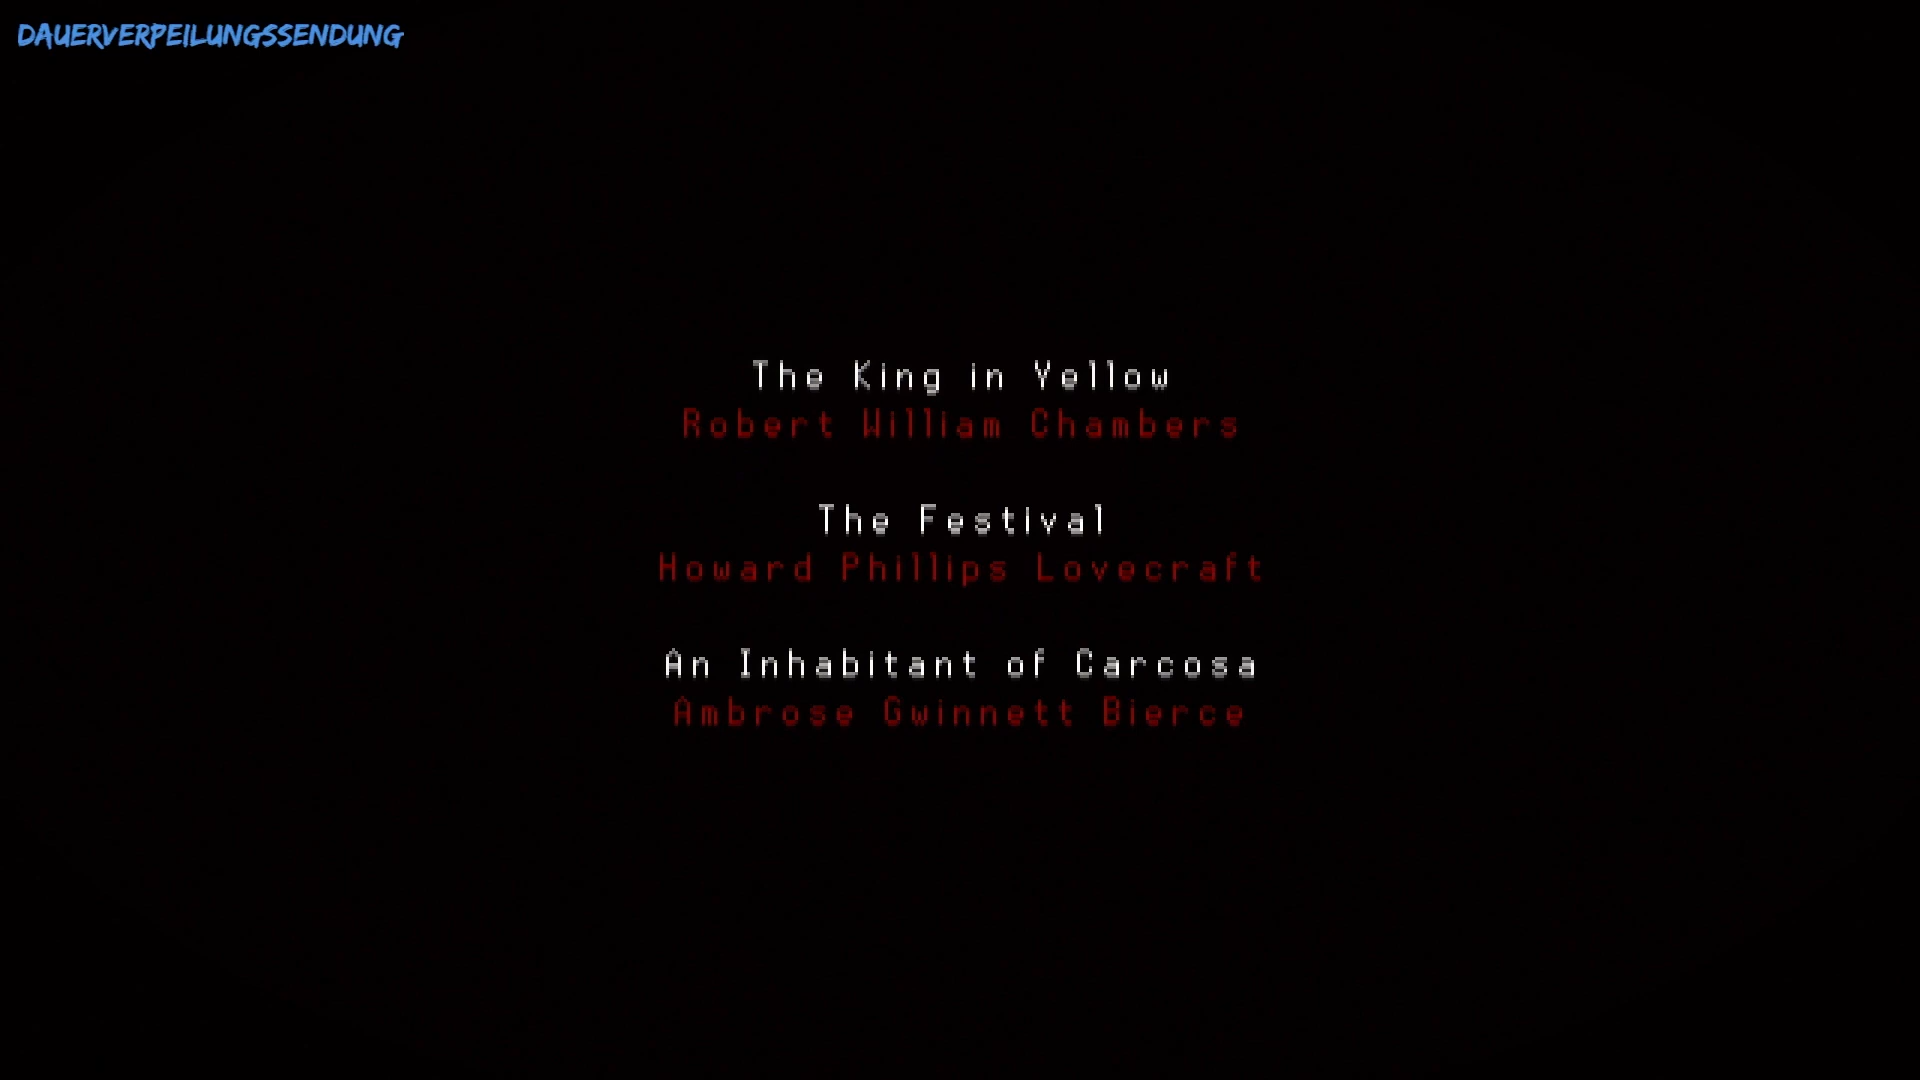 DAUERVERPEILUNGSSENDUNG
The King in Yellow
Robert William Chambers
The Festival
Howard Phillips Lovecraft
An Inhabitant of Carcosa
Ambrose Gwinnett Bierce